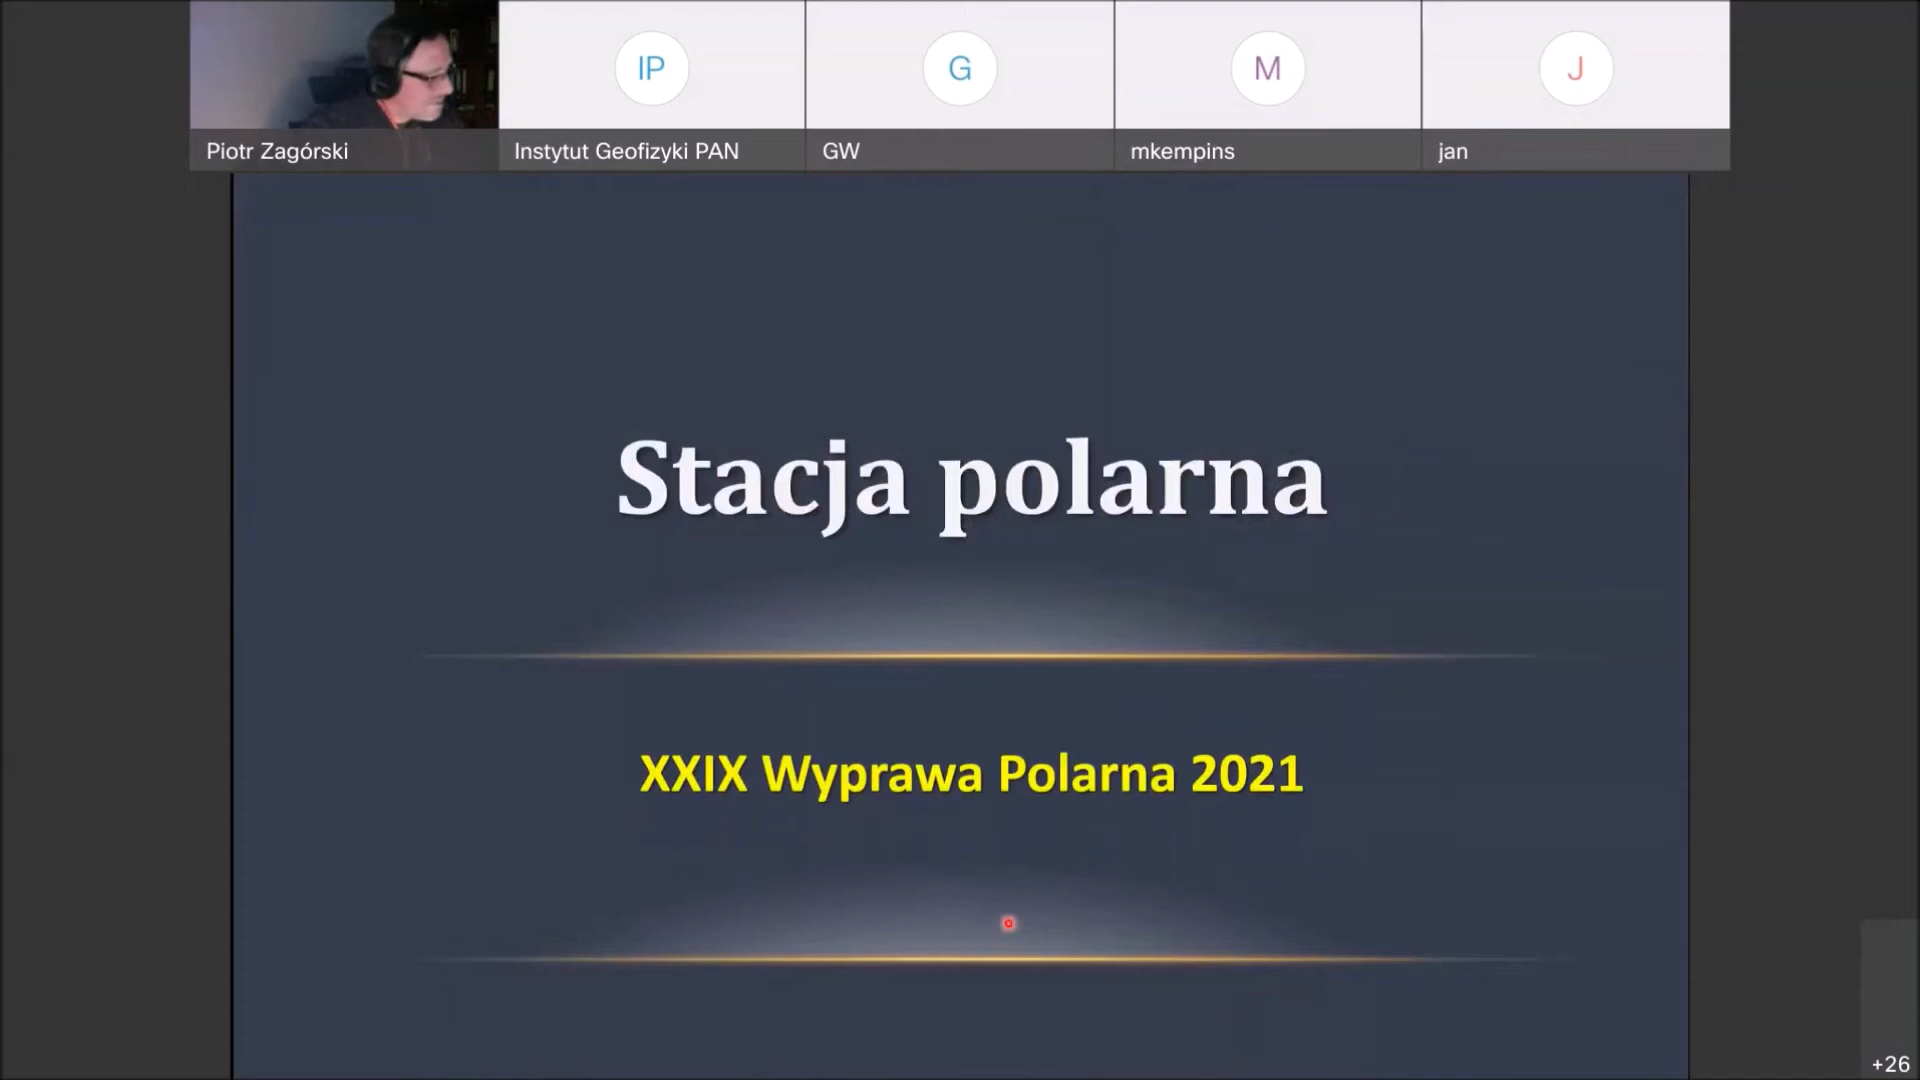 IP
G
M
J
Piotr Zagórski
Instytut Geofizyki PAN
GW
mkempins
jan
Stacja polarna
XXIX Wyprawa Polarna 2021
+26